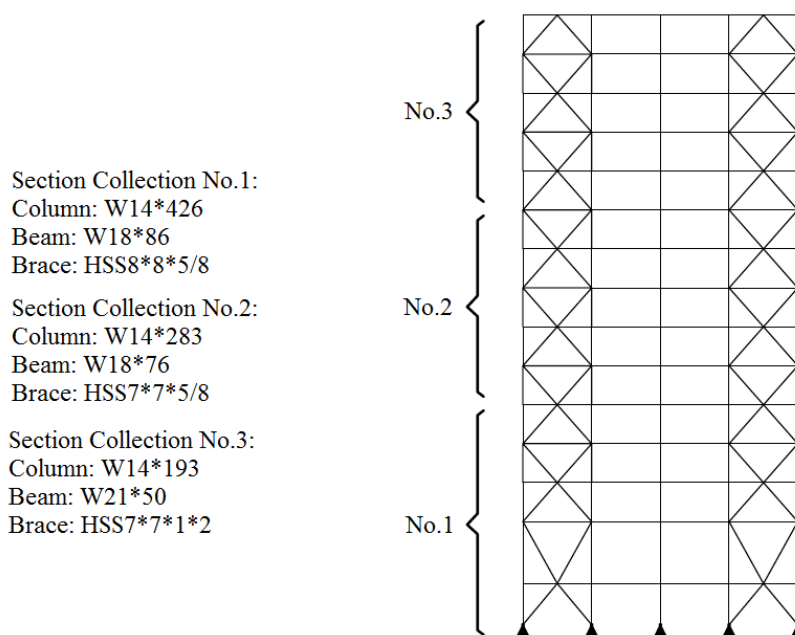 Section Collection No.1:
Column: W14*426
Beam: W18*86
Brace: HSS8*8*5/8
Section Collection No.2:
Column: W14*283
Beam: W18*76
Brace: HSS7*7*5/8
Section Collection No.3:
Column: W14*193
Beam: W21*50
Brace: HSS7*7*1*2
No.3
No.2
No.1